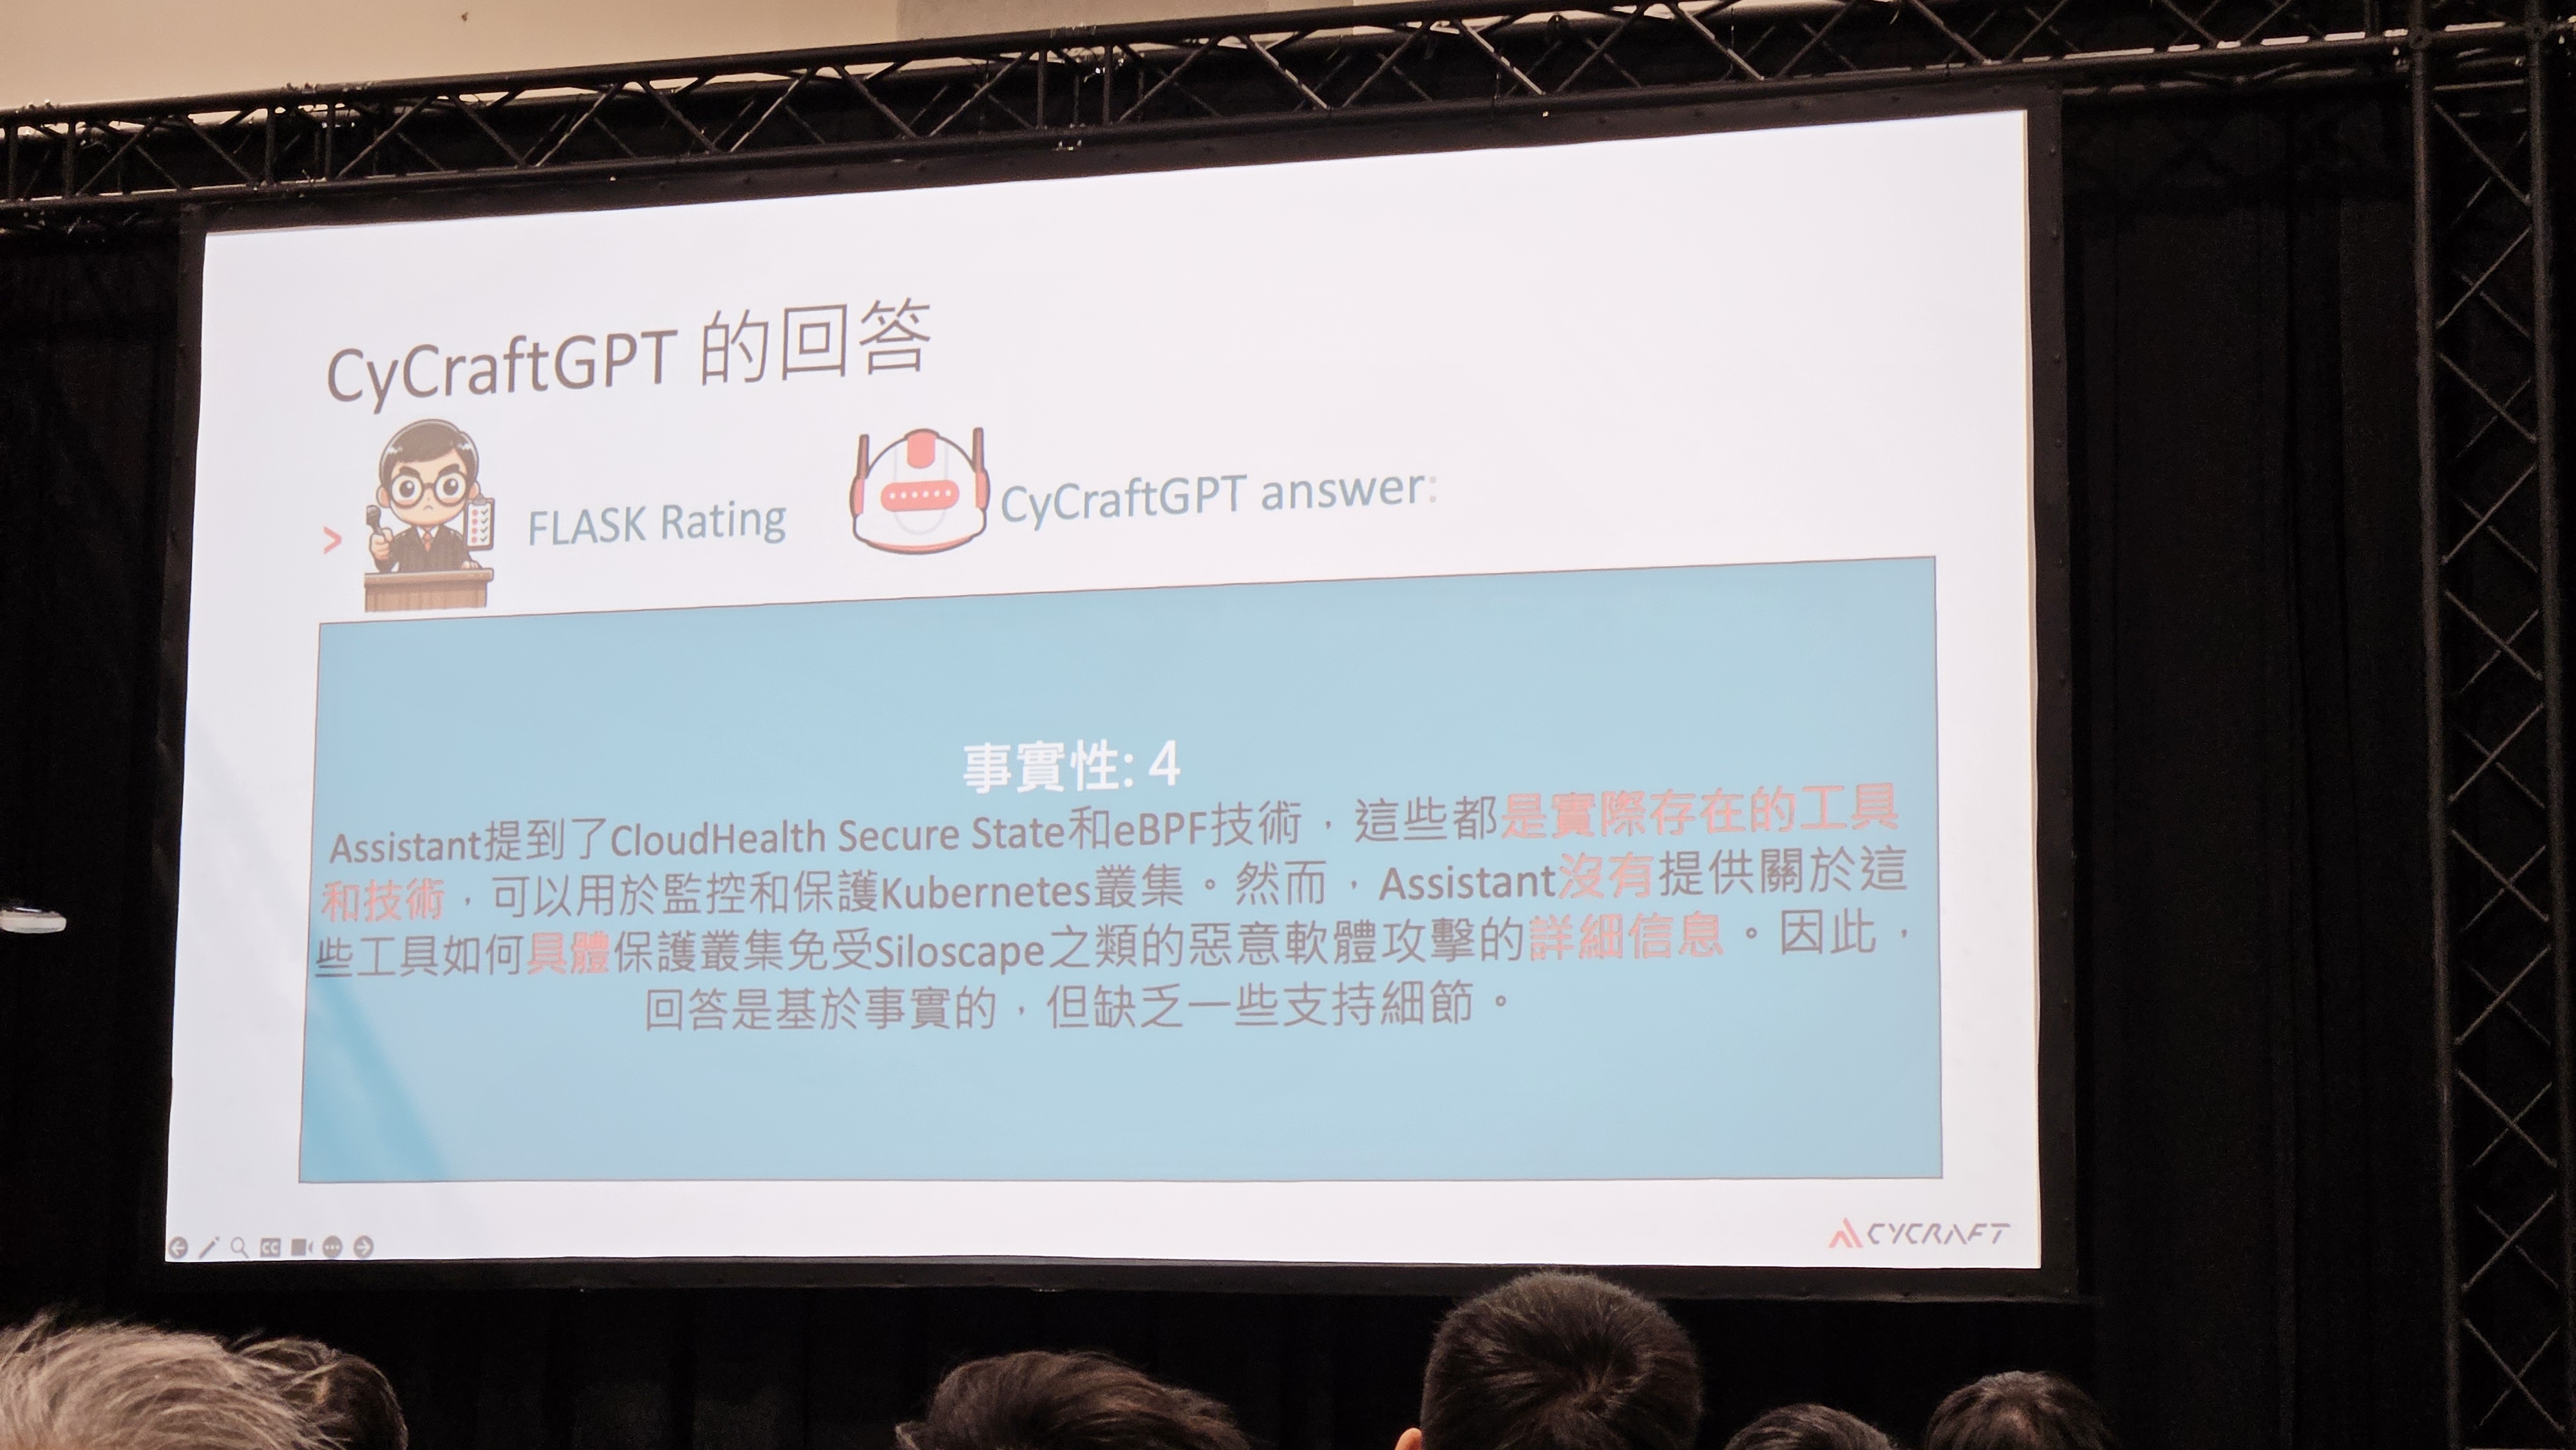 CyCraftGPT 的回答
> FLASK Rating
CyCraftGPT answer:
事實性: 4
Assistant提到了CloudHealth Secure State和eBPF技術，這些都是實際存在的工具
和技術，可以用於監控和保護Kubernetes叢集。然而，Assistant沒有提供關於這
些工具如何具體保護叢集免受Siloscape之類的惡意軟體攻擊的詳細信息。因此，
回答是基於事實的，但缺乏一些支持細節。
CC
CYCRAFT